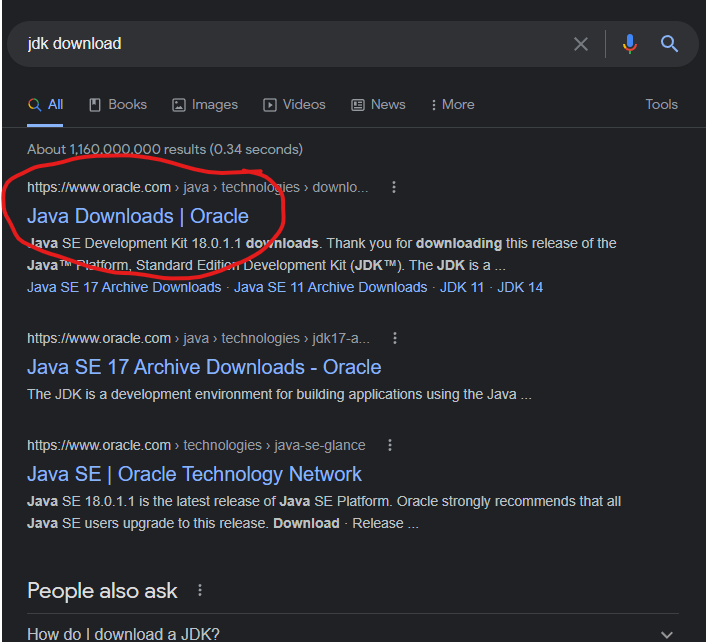 jdk download
All Books Images Videos News More Tools
About 1,160,000,000 results (0.34 seconds)
https://www.oracle.com › java › technologies › downlo...
Java Downloads | Oracle
Java SE Development Kit 18.0.1.1 downloads. Thank you for downloading this release of the
Java™ Platform, Standard Edition Development Kit (JDK™). The JDK is a ...
Java SE 17 Archive Downloads · Java SE 11 Archive Downloads · JDK 11 · JDK 14
https://www.oracle.com › java › technologies › jdk17-a...
Java SE 17 Archive Downloads - Oracle
The JDK is a development environment for building applications using the Java ...
https://www.oracle.com › technologies › java-se-glance
Java SE | Oracle Technology Network
Java SE 18.0.1.1 is the latest release of Java SE Platform. Oracle strongly recommends that all
Java SE users upgrade to this release. Download · Release ...
People also ask
How do I download a JDK?